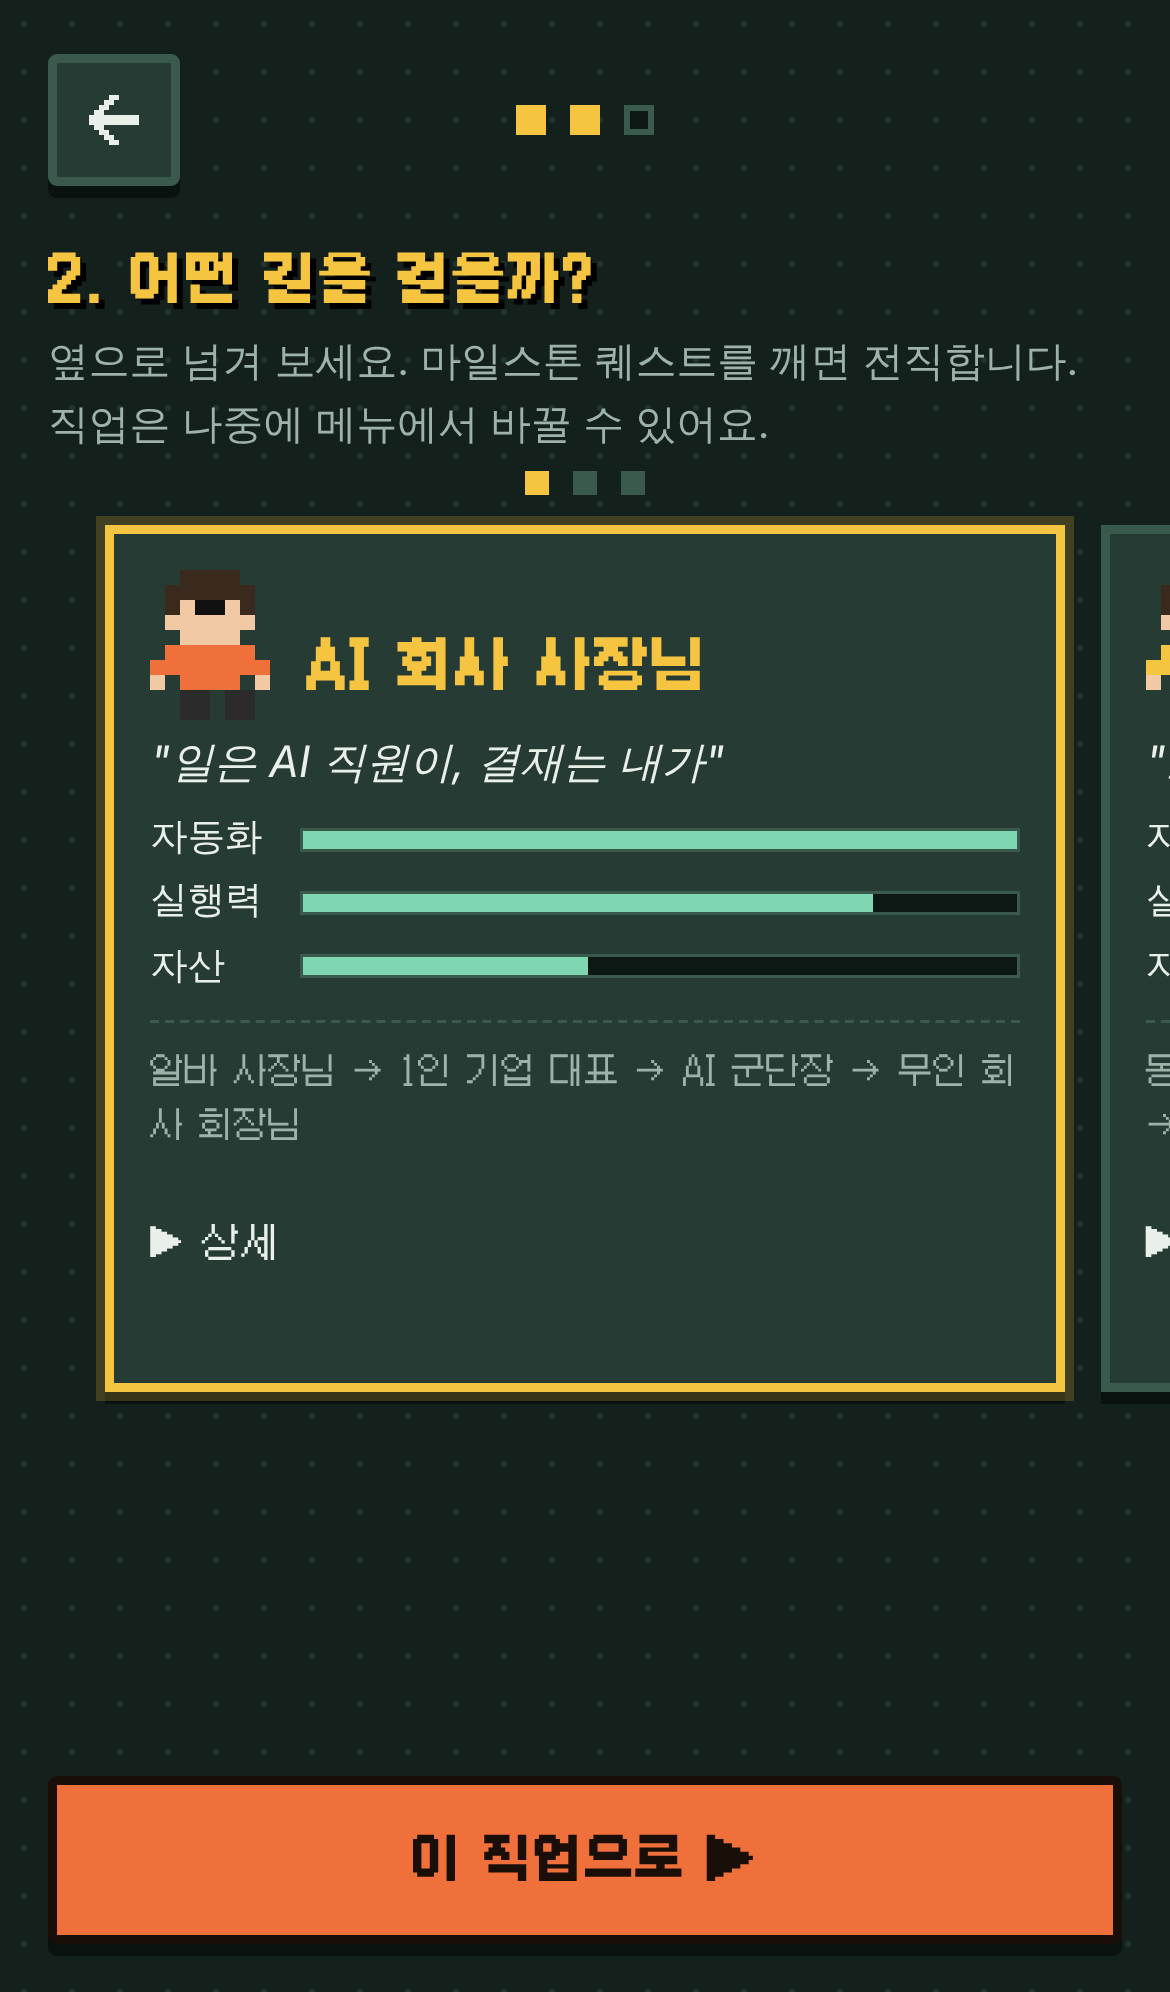 2. 어떤 길을 걸을까?
옆으로 넘겨 보세요. 마일스톤 퀘스트를 깨면 전직합니다.
직업은 나중에 메뉴에서 바꿀 수 있어요.
AI 회사 사장님
"일은 AI 직원이, 결재는 내가"
자동화
실행력
자산
알바 사장님 → 1인 기업 대표 → AI 군단장 → 무인 회
사 회장님
▶ 상세
이 직업으로 ▶